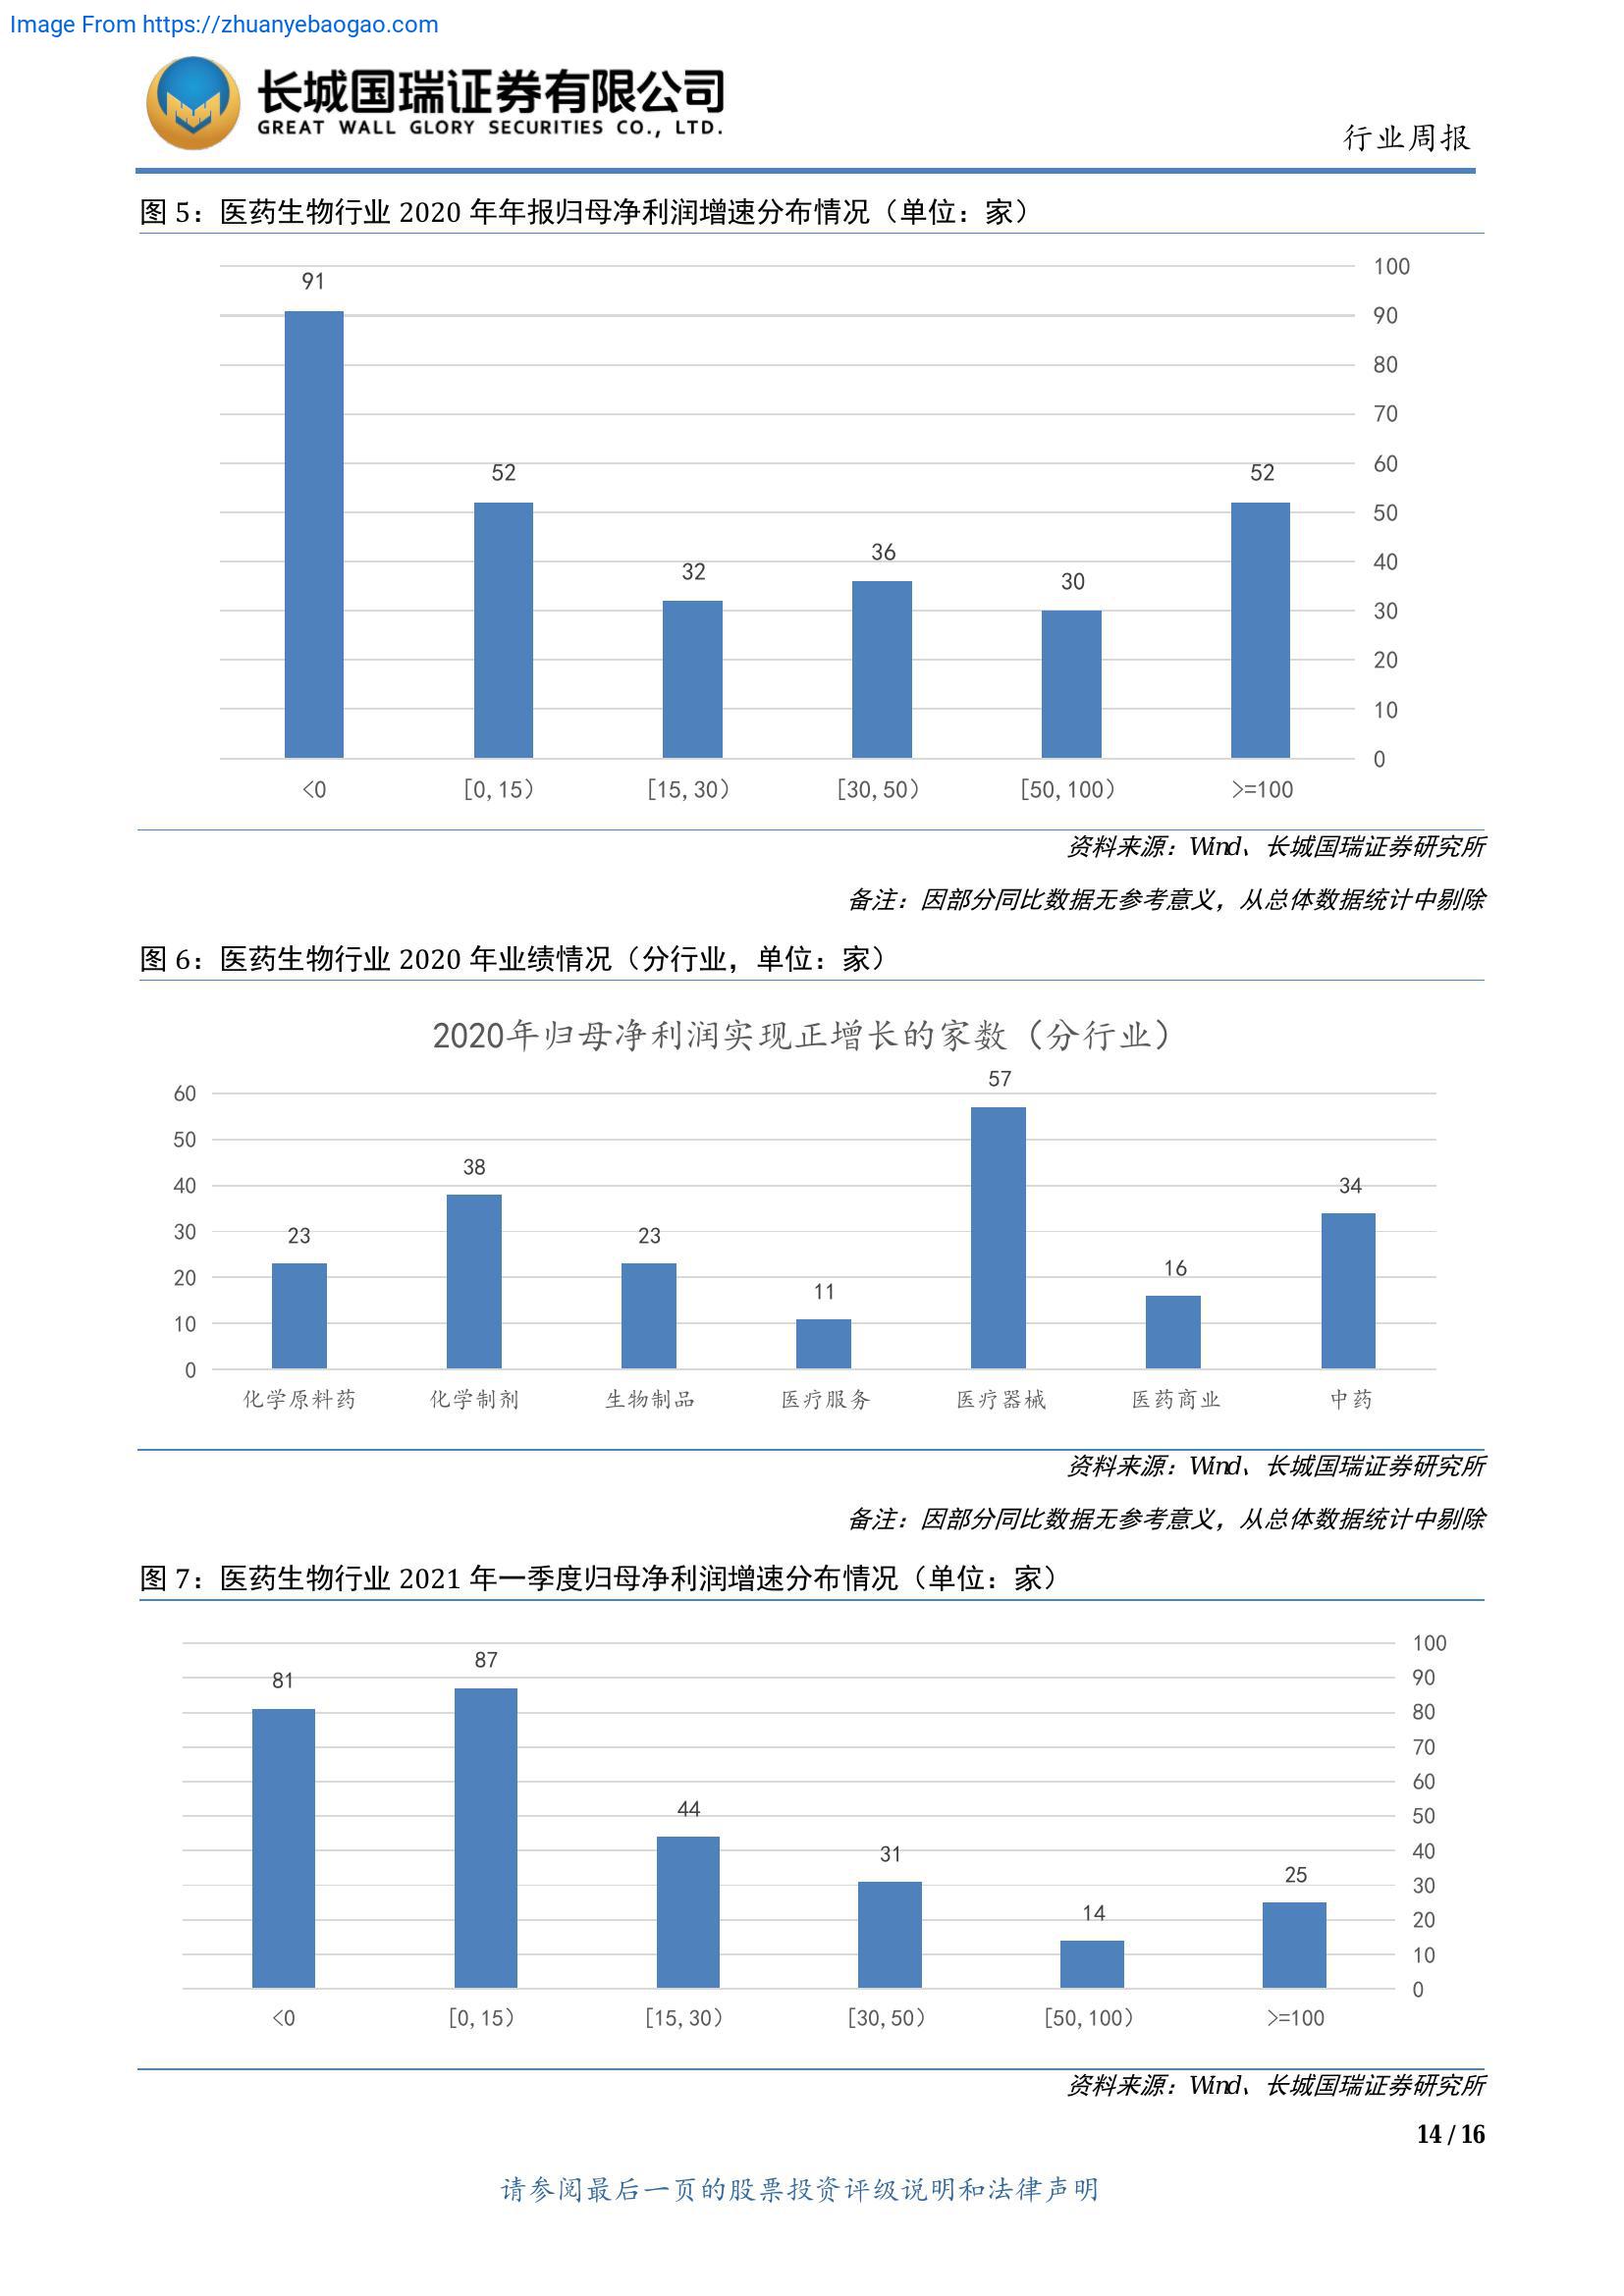 Image From https://zhuanyebaogao.com
长城国瑞证券有限公司
GREAT WALL GLORY SECURITIES CO., LTD.
行业周报
图 5：医药生物行业 2020 年年报归母净利润增速分布情况（单位：家）
100
91
90
80
70
60
52
52
50
40
36
32
30
30
20
10
0
<0 [0,15) [15,30) [30,50) [50,100) >=100
资料来源：Wind、长城国瑞证券研究所
备注：因部分同比数据无参考意义，从总体数据统计中剔除
图 6：医药生物行业 2020 年业绩情况（分行业，单位：家）
2020年归母净利润实现正增长的家数（分行业）
57
60
50
38
40
34
30
23
23
20
16
11
10
0
化学原料药 化学制剂 生物制品 医疗服务 医疗器械 医药商业 中药
资料来源：Wind、长城国瑞证券研究所
备注：因部分同比数据无参考意义，从总体数据统计中剔除
图 7：医药生物行业 2021 年一季度归母净利润增速分布情况（单位：家）
100
87
81
90
80
70
60
50
44
40
31
30
25
20
14
10
0
<0 [0,15) [15,30) [30,50) [50,100) >=100
资料来源：Wind、长城国瑞证券研究所
14 / 16
请参阅最后一页的股票投资评级说明和法律声明